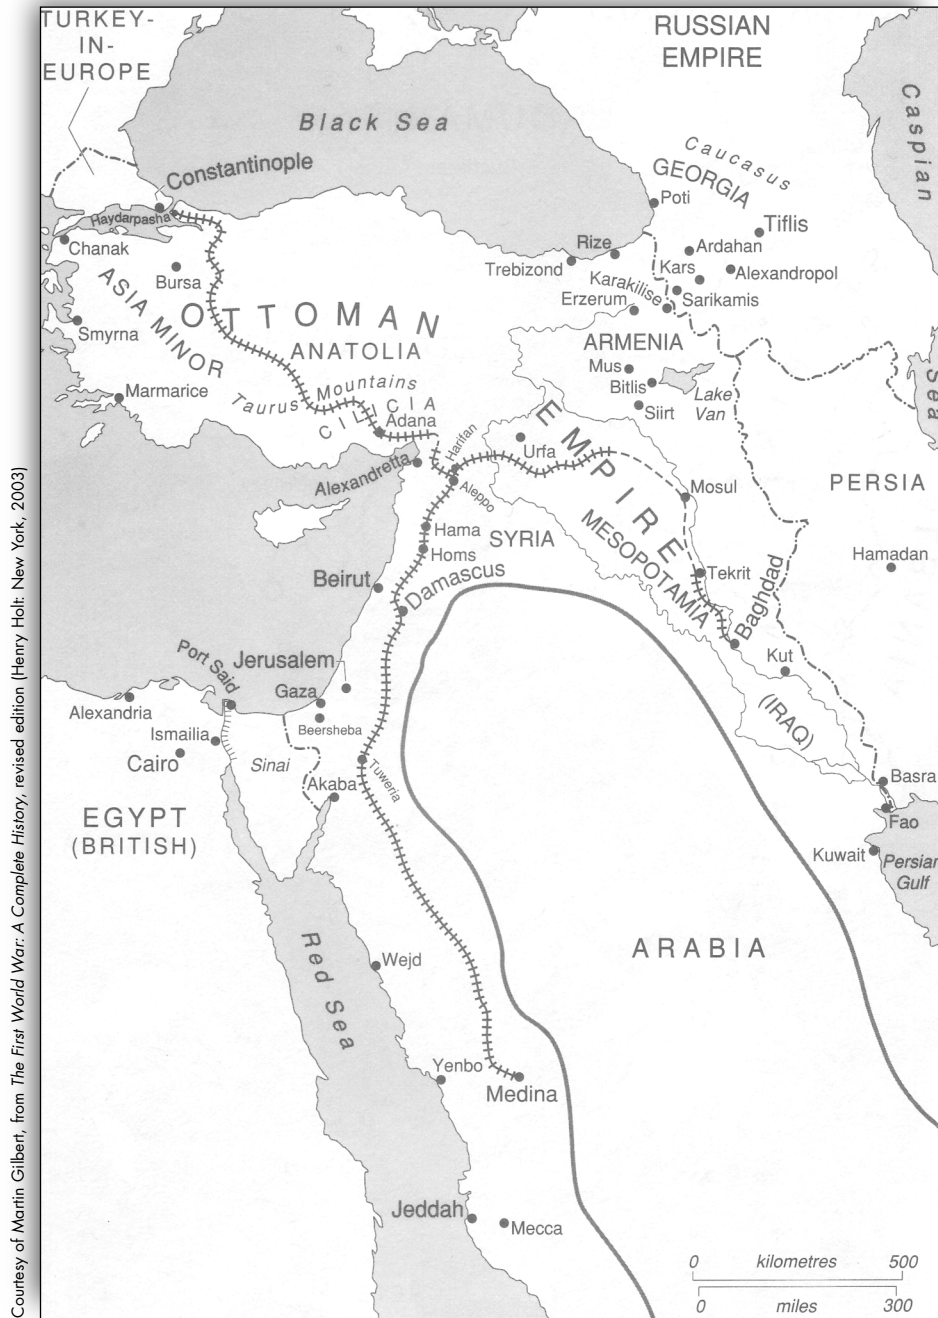 TURKEY-
IN-
EUROPE
RUSSIAN
EMPIRE
Black Sea
Caspian
Sea
Caucasus
GEORGIA
Constantinople
Haydarpasha
Poti
Tiflis
Chanak
Rize
Ardahan
Bursa
Trebizond
Kars
Alexandropol
Karakilise
Sarikamis
Erzerum
ASIA MINOR
OTTOMAN
EMPIRE
Smyrna
ANATOLIA
ARMENIA
Mus
Bitlis
Lake
Van
Siirt
Marmarice
Taurus Mountains
CILICIA
Adana
Harifan
Urfa
Alexandretta
Aleppo
Mosul
PERSIA
Hama
Homs
SYRIA
MESOPOTAMIA
Hamadan
Beirut
Damascus
Tekrit
Baghdad
Port Said
Jerusalem
Kut
Gaza
Alexandria
Beersheba
(IRAQ)
Ismailia
Cairo
Sinai
Tuweria
Akaba
Basra
EGYPT
(BRITISH)
Fao
Kuwait
Persian
Gulf
ARABIA
Red Sea
Wejd
Yenbo
Medina
Jeddah
Mecca
0 kilometres 500
0 miles 300
Courtesy of Martin Gilbert, from The First World War: A Complete History, revised edition (Henry Holt: New York, 2003)